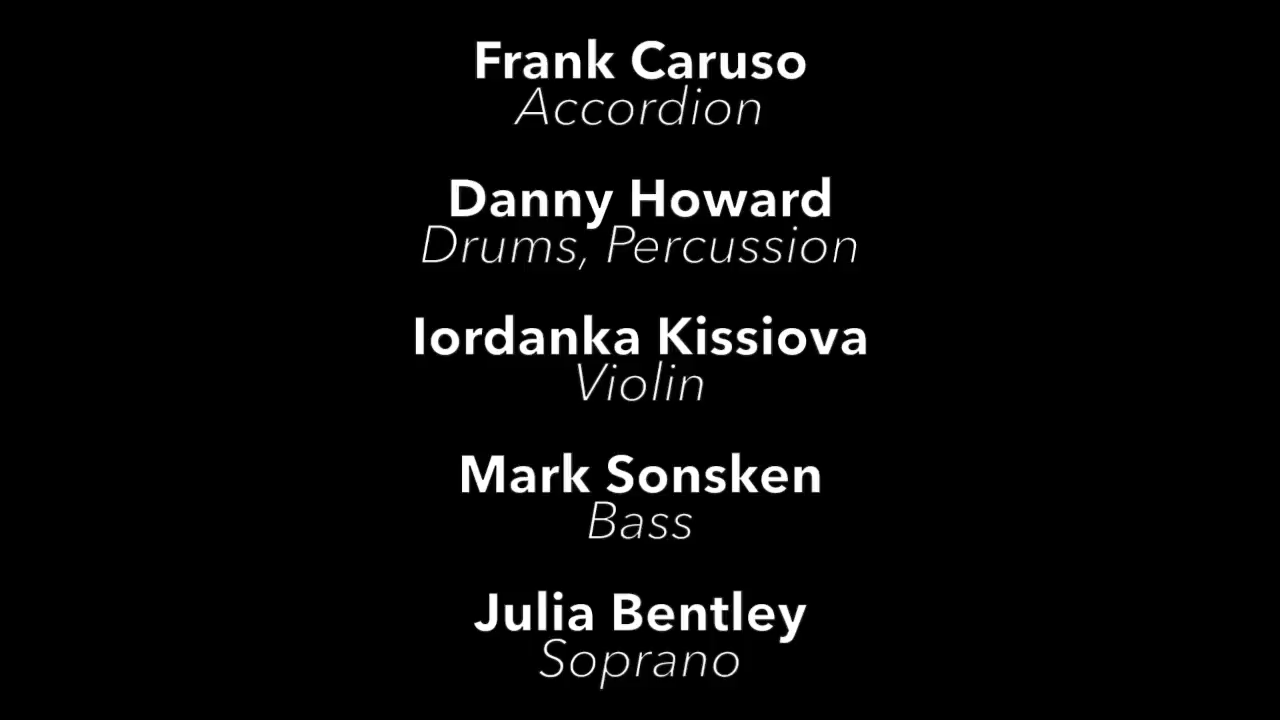 Frank Caruso
Accordion
Danny Howard
Drums, Percussion
Iordanka Kissiova
Violin
Mark Sonsken
Bass
Julia Bentley
Soprano